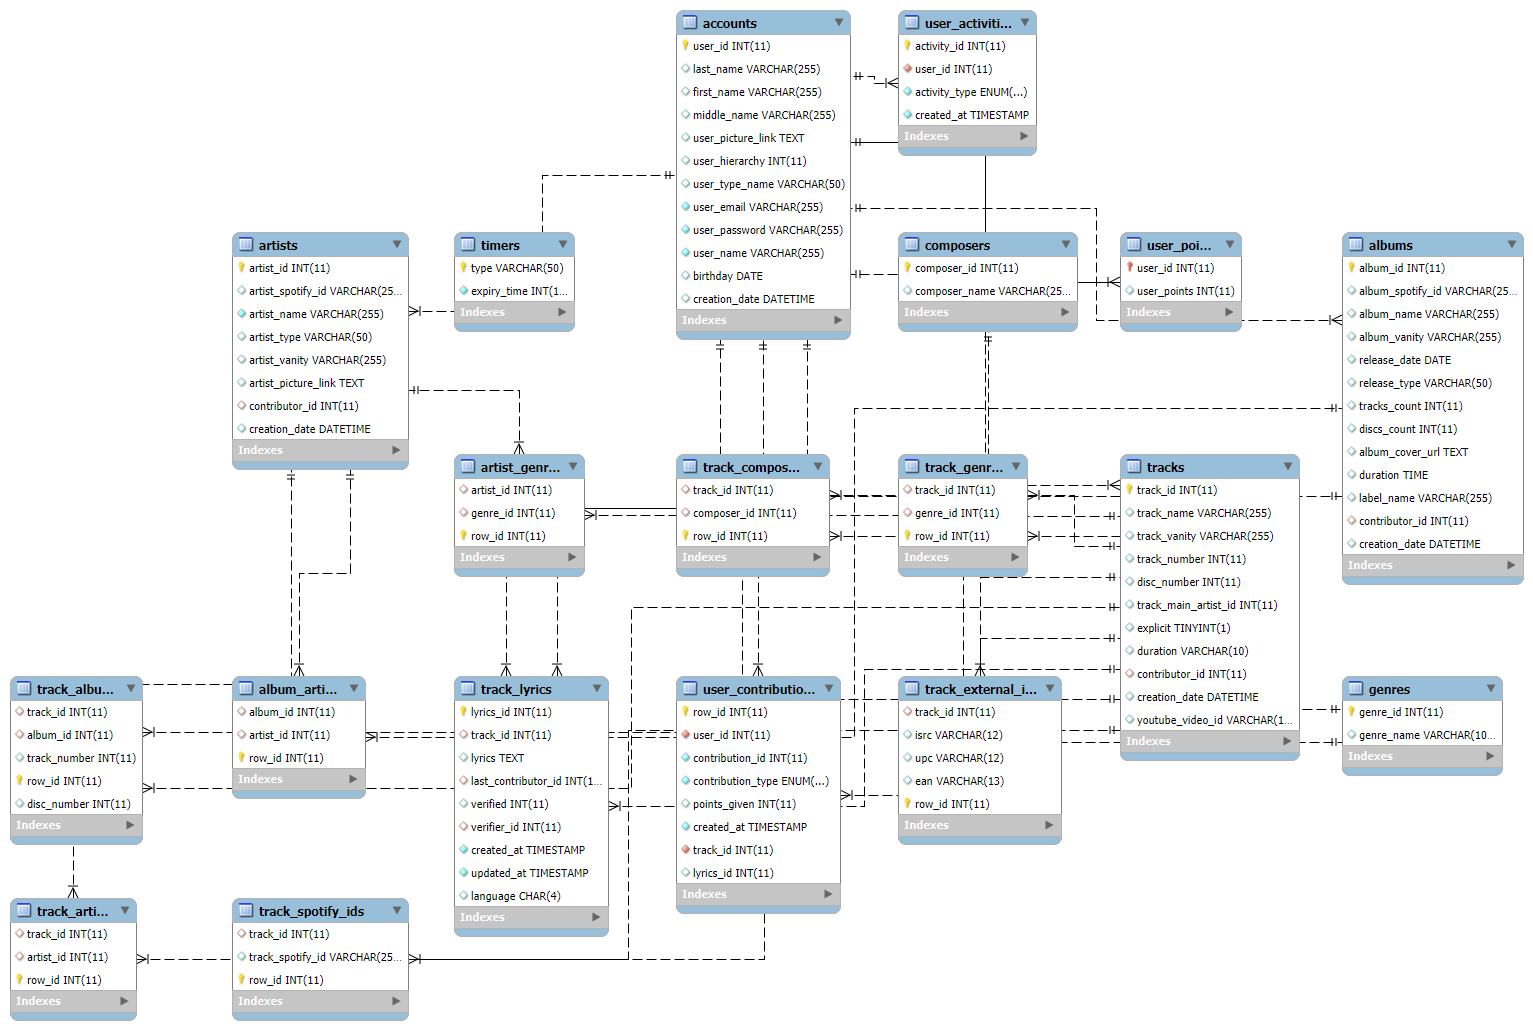 accounts
user_id INT(11)
last_name VARCHAR(255)
first_name VARCHAR(255)
middle_name VARCHAR(255)
user_picture_link TEXT
user_hierarchy INT(11)
user_type_name VARCHAR(50)
user_email VARCHAR(255)
user_password VARCHAR(255)
user_name VARCHAR(255)
birthday DATE
creation_date DATETIME
Indexes
user_activiti...
activity_id INT(11)
user_id INT(11)
activity_type ENUM(...)
created_at TIMESTAMP
Indexes
artists
artist_id INT(11)
artist_spotify_id VARCHAR(25...
artist_name VARCHAR(255)
artist_type VARCHAR(50)
artist_vanity VARCHAR(255)
artist_picture_link TEXT
contributor_id INT(11)
creation_date DATETIME
Indexes
timers
type VARCHAR(50)
expiry_time INT(1...
Indexes
composers
composer_id INT(11)
composer_name VARCHAR(25...
Indexes
user_poi...
user_id INT(11)
user_points INT(11)
Indexes
albums
album_id INT(11)
album_spotify_id VARCHAR(25...
album_name VARCHAR(255)
album_vanity VARCHAR(255)
release_date DATE
release_type VARCHAR(50)
tracks_count INT(11)
discs_count INT(11)
album_cover_url TEXT
duration TIME
label_name VARCHAR(255)
contributor_id INT(11)
creation_date DATETIME
Indexes
artist_genr...
artist_id INT(11)
genre_id INT(11)
row_id INT(11)
Indexes
track_compos...
track_id INT(11)
composer_id INT(11)
row_id INT(11)
Indexes
track_genr...
track_id INT(11)
genre_id INT(11)
row_id INT(11)
Indexes
tracks
track_id INT(11)
track_name VARCHAR(255)
track_vanity VARCHAR(255)
track_number INT(11)
disc_number INT(11)
track_main_artist_id INT(11)
explicit TINYINT(1)
duration VARCHAR(10)
contributor_id INT(11)
creation_date DATETIME
youtube_video_id VARCHAR(1...
Indexes
track_albu...
track_id INT(11)
album_id INT(11)
track_number INT(11)
row_id INT(11)
disc_number INT(11)
Indexes
album_arti...
album_id INT(11)
artist_id INT(11)
row_id INT(11)
Indexes
track_lyrics
lyrics_id INT(11)
track_id INT(11)
lyrics TEXT
last_contributor_id INT(1...
verified INT(11)
verifier_id INT(11)
created_at TIMESTAMP
updated_at TIMESTAMP
language CHAR(4)
Indexes
user_contributio...
row_id INT(11)
user_id INT(11)
contribution_id INT(11)
contribution_type ENUM(...)
points_given INT(11)
created_at TIMESTAMP
track_id INT(11)
lyrics_id INT(11)
Indexes
track_external_i...
track_id INT(11)
isrc VARCHAR(12)
upc VARCHAR(12)
ean VARCHAR(13)
row_id INT(11)
Indexes
genres
genre_id INT(11)
genre_name VARCHAR(10...
Indexes
track_arti...
track_id INT(11)
artist_id INT(11)
row_id INT(11)
Indexes
track_spotify_ids
track_id INT(11)
track_spotify_id VARCHAR(25...
row_id INT(11)
Indexes